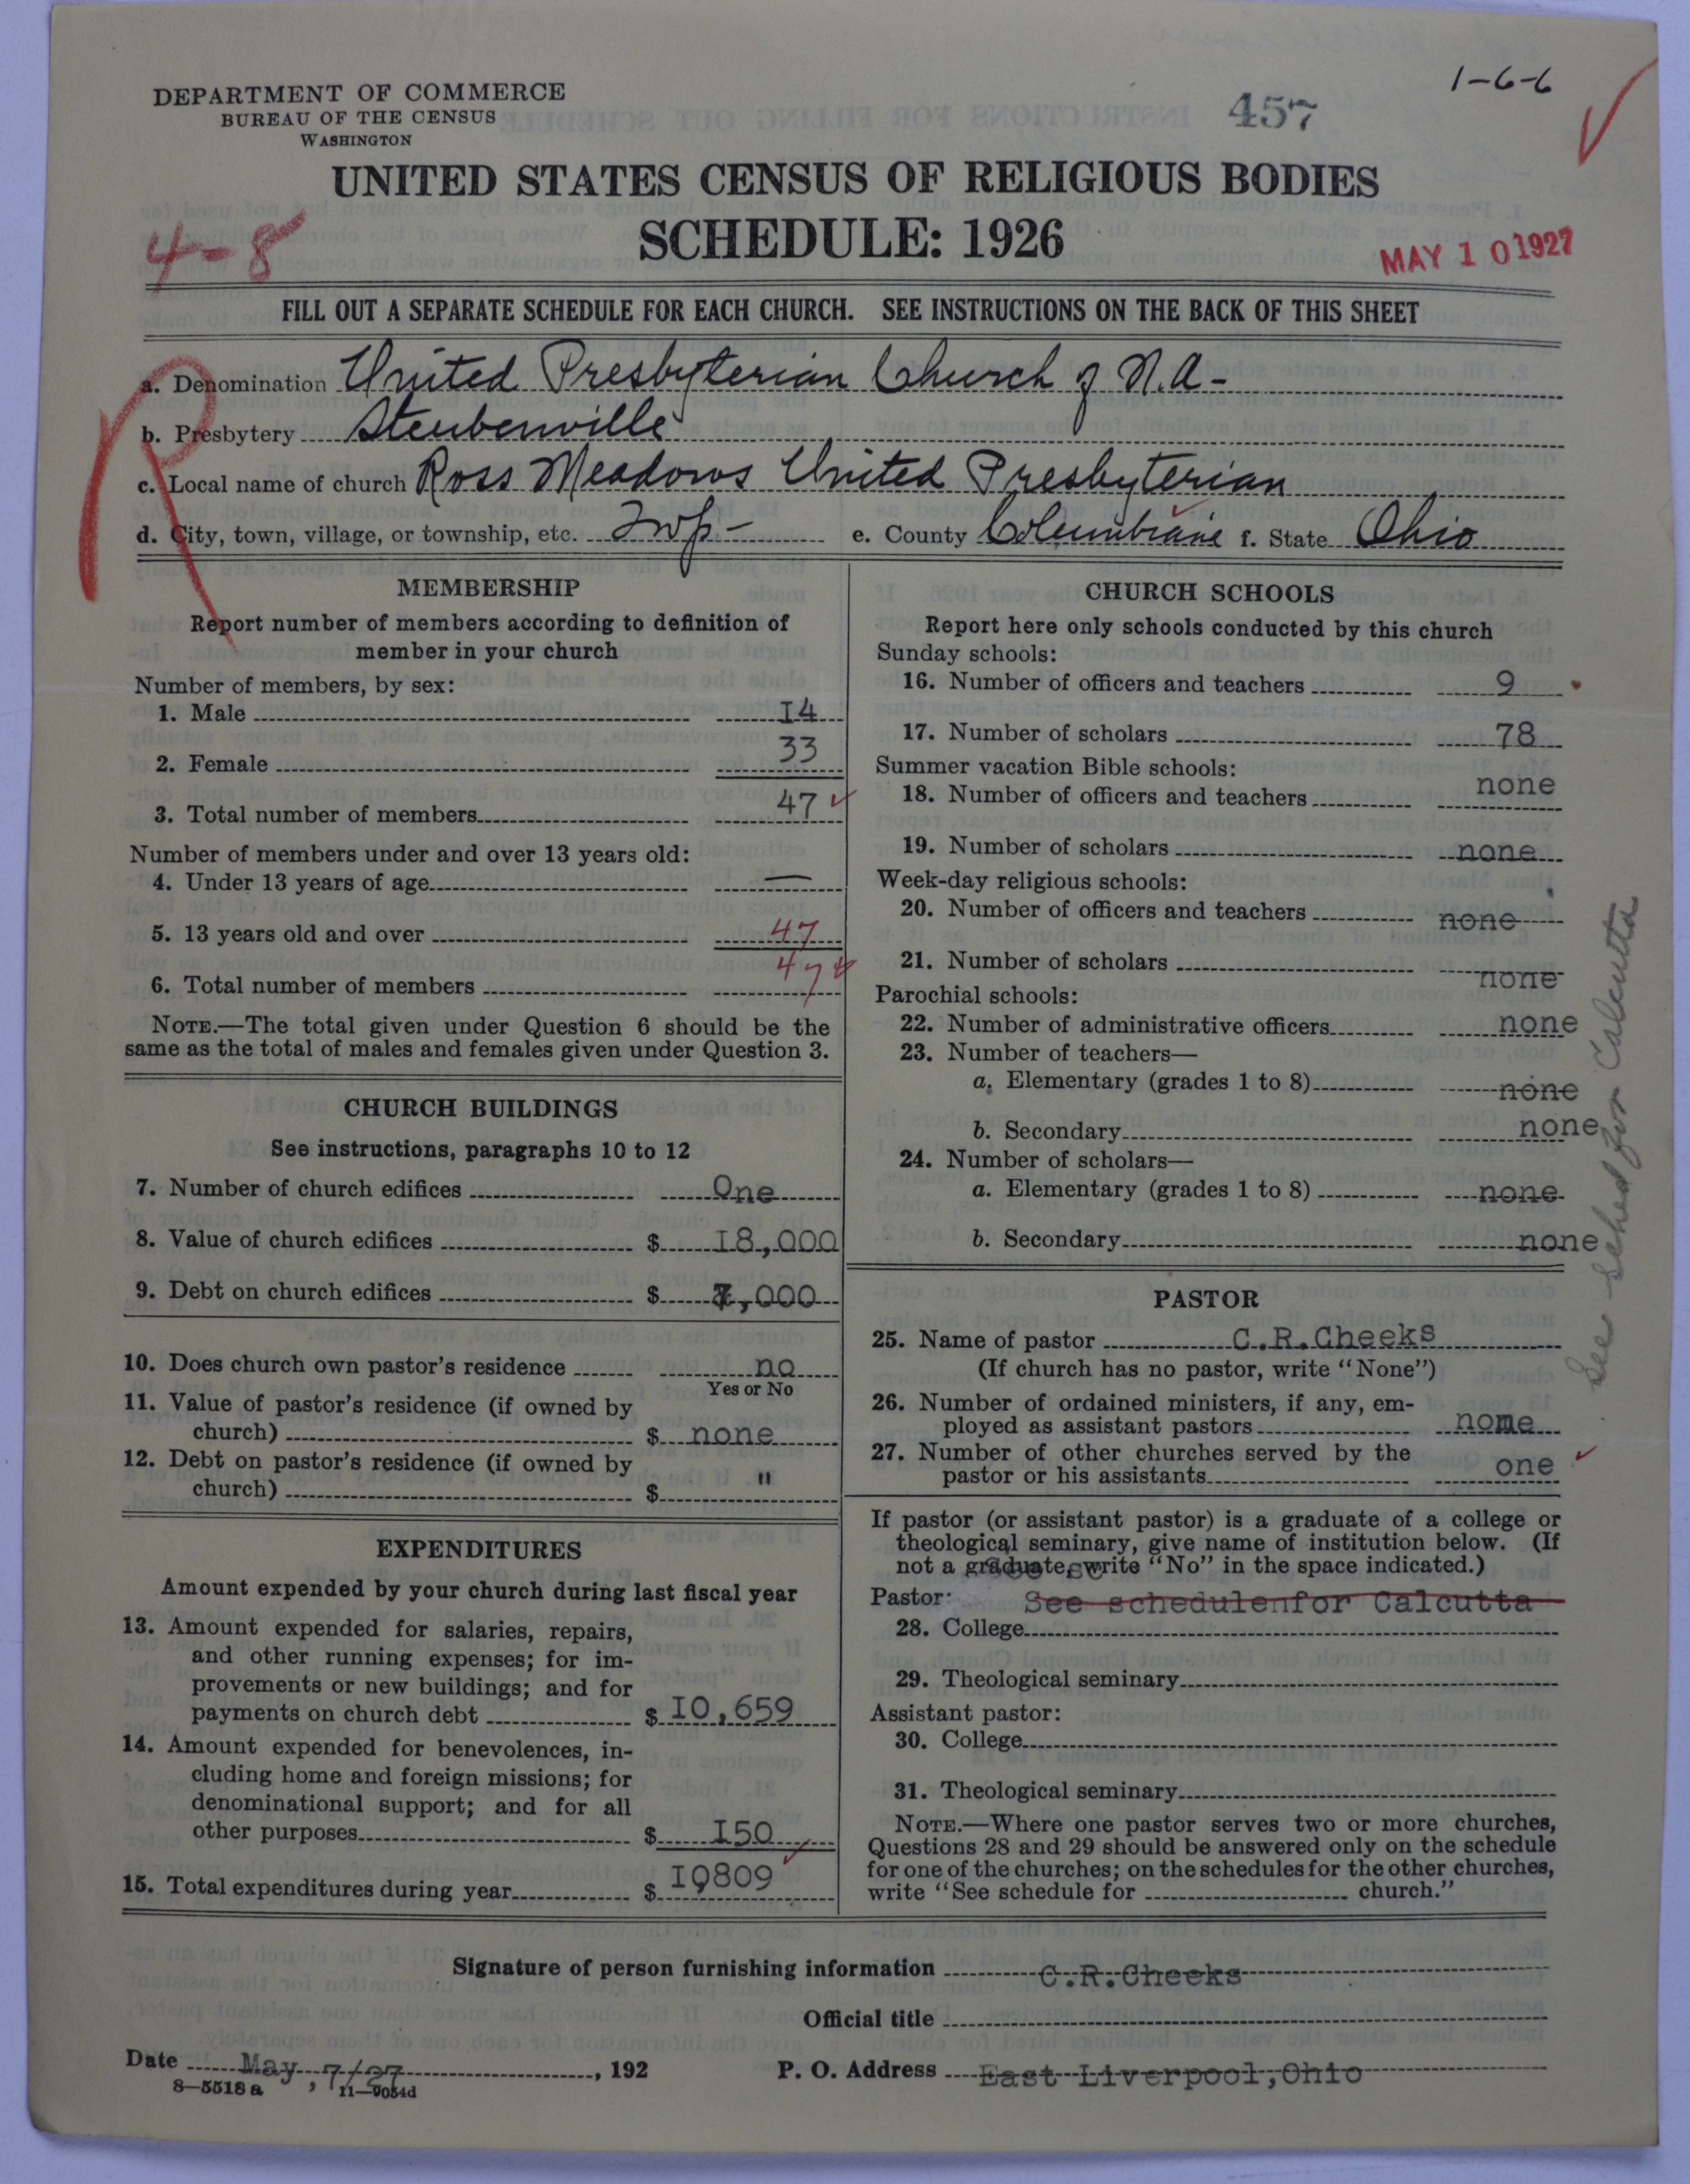 DEPARTMENT OF COMMERCE
BUREAU OF THE CENSUS
WASHINGTON
457
1-6-6
UNITED STATES CENSUS OF RELIGIOUS BODIES
SCHEDULE: 1926
4-8
MAY 10 1927
FILL OUT A SEPARATE SCHEDULE FOR EACH CHURCH. SEE INSTRUCTIONS ON THE BACK OF THIS SHEET
R
a. Denomination United Presbyterian Church of N.A-
b. Presbytery Steubenville
c. Local name of church Ross Meadows United Presbyterian
d. City, town, village, or township, etc. Twp- e. County Columbiana f. State Ohio
MEMBERSHIP
Report number of members according to definition of
member in your church
Number of members, by sex:
1. Male I4
2. Female 33
3. Total number of members 47
Number of members under and over 13 years old:
4. Under 13 years of age —
5. 13 years old and over 47
6. Total number of members 47
NOTE.—The total given under Question 6 should be the
same as the total of males and females given under Question 3.
CHURCH BUILDINGS
See instructions, paragraphs 10 to 12
7. Number of church edifices One
8. Value of church edifices $ I8,000
9. Debt on church edifices $ 7,000
10. Does church own pastor's residence no
Yes or No
11. Value of pastor's residence (if owned by
church) $ none
12. Debt on pastor's residence (if owned by
church) $ "
EXPENDITURES
Amount expended by your church during last fiscal year
13. Amount expended for salaries, repairs,
and other running expenses; for im-
provements or new buildings; and for
payments on church debt $ I0,659
14. Amount expended for benevolences, in-
cluding home and foreign missions; for
denominational support; and for all
other purposes $ I50
15. Total expenditures during year $ I0809
CHURCH SCHOOLS
Report here only schools conducted by this church
Sunday schools:
16. Number of officers and teachers 9
17. Number of scholars 78
Summer vacation Bible schools:
18. Number of officers and teachers none
19. Number of scholars none
Week-day religious schools:
20. Number of officers and teachers none
21. Number of scholars none
Parochial schools:
22. Number of administrative officers none
23. Number of teachers—
a. Elementary (grades 1 to 8) none
b. Secondary none
24. Number of scholars—
a. Elementary (grades 1 to 8) none
b. Secondary none
See Sched for Calcutta
PASTOR
25. Name of pastor C.R.Cheeks
(If church has no pastor, write "None")
26. Number of ordained ministers, if any, em-
ployed as assistant pastors none
27. Number of other churches served by the
pastor or his assistants one
If pastor (or assistant pastor) is a graduate of a college or
theological seminary, give name of institution below. (If
not a graduate, write "No" in the space indicated.)
Pastor: See schedulenfor Calcutta
28. College
29. Theological seminary
Assistant pastor:
30. College
31. Theological seminary
NOTE.—Where one pastor serves two or more churches,
Questions 28 and 29 should be answered only on the schedule
for one of the churches; on the schedules for the other churches,
write "See schedule for church."
Signature of person furnishing information C.R.Cheeks
Official title
Date May, 7/27, 192 P. O. Address East Liverpool,Ohio
8—5518a 11—9054d